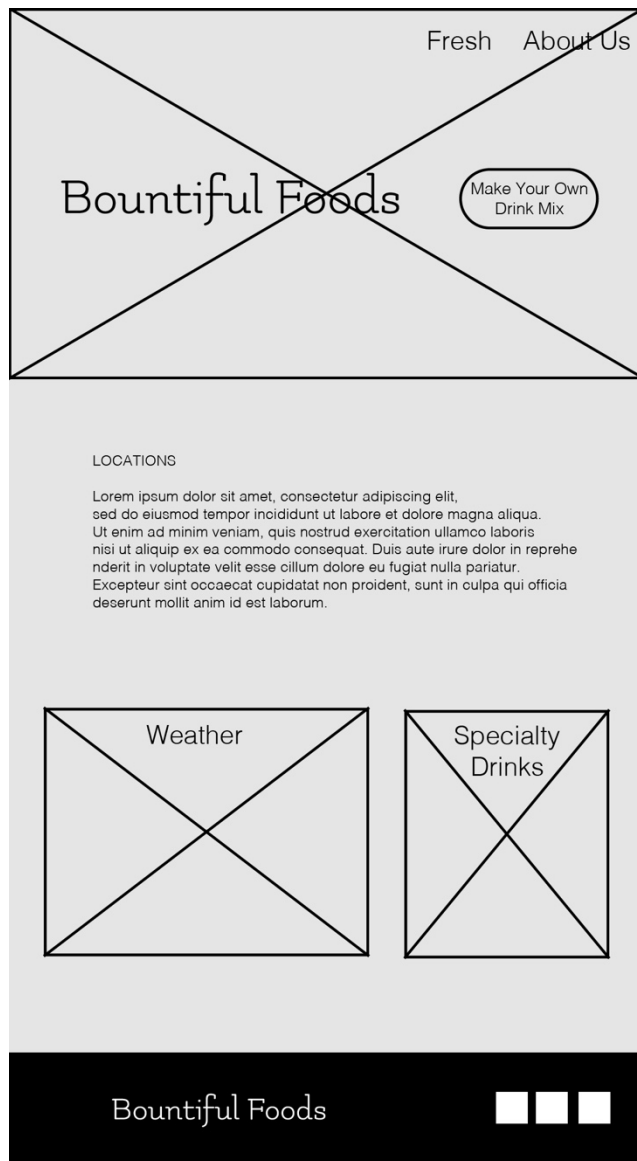 Fresh About Us
Bountiful Foods
Make Your Own
Drink Mix
LOCATIONS
Lorem ipsum dolor sit amet, consectetur adipiscing elit,
sed do eiusmod tempor incididunt ut labore et dolore magna aliqua.
Ut enim ad minim veniam, quis nostrud exercitation ullamco laboris
nisi ut aliquip ex ea commodo consequat. Duis aute irure dolor in reprehe
nderit in voluptate velit esse cillum dolore eu fugiat nulla pariatur.
Excepteur sint occaecat cupidatat non proident, sunt in culpa qui officia
deserunt mollit anim id est laborum.
Weather
Specialty
Drinks
Bountiful Foods